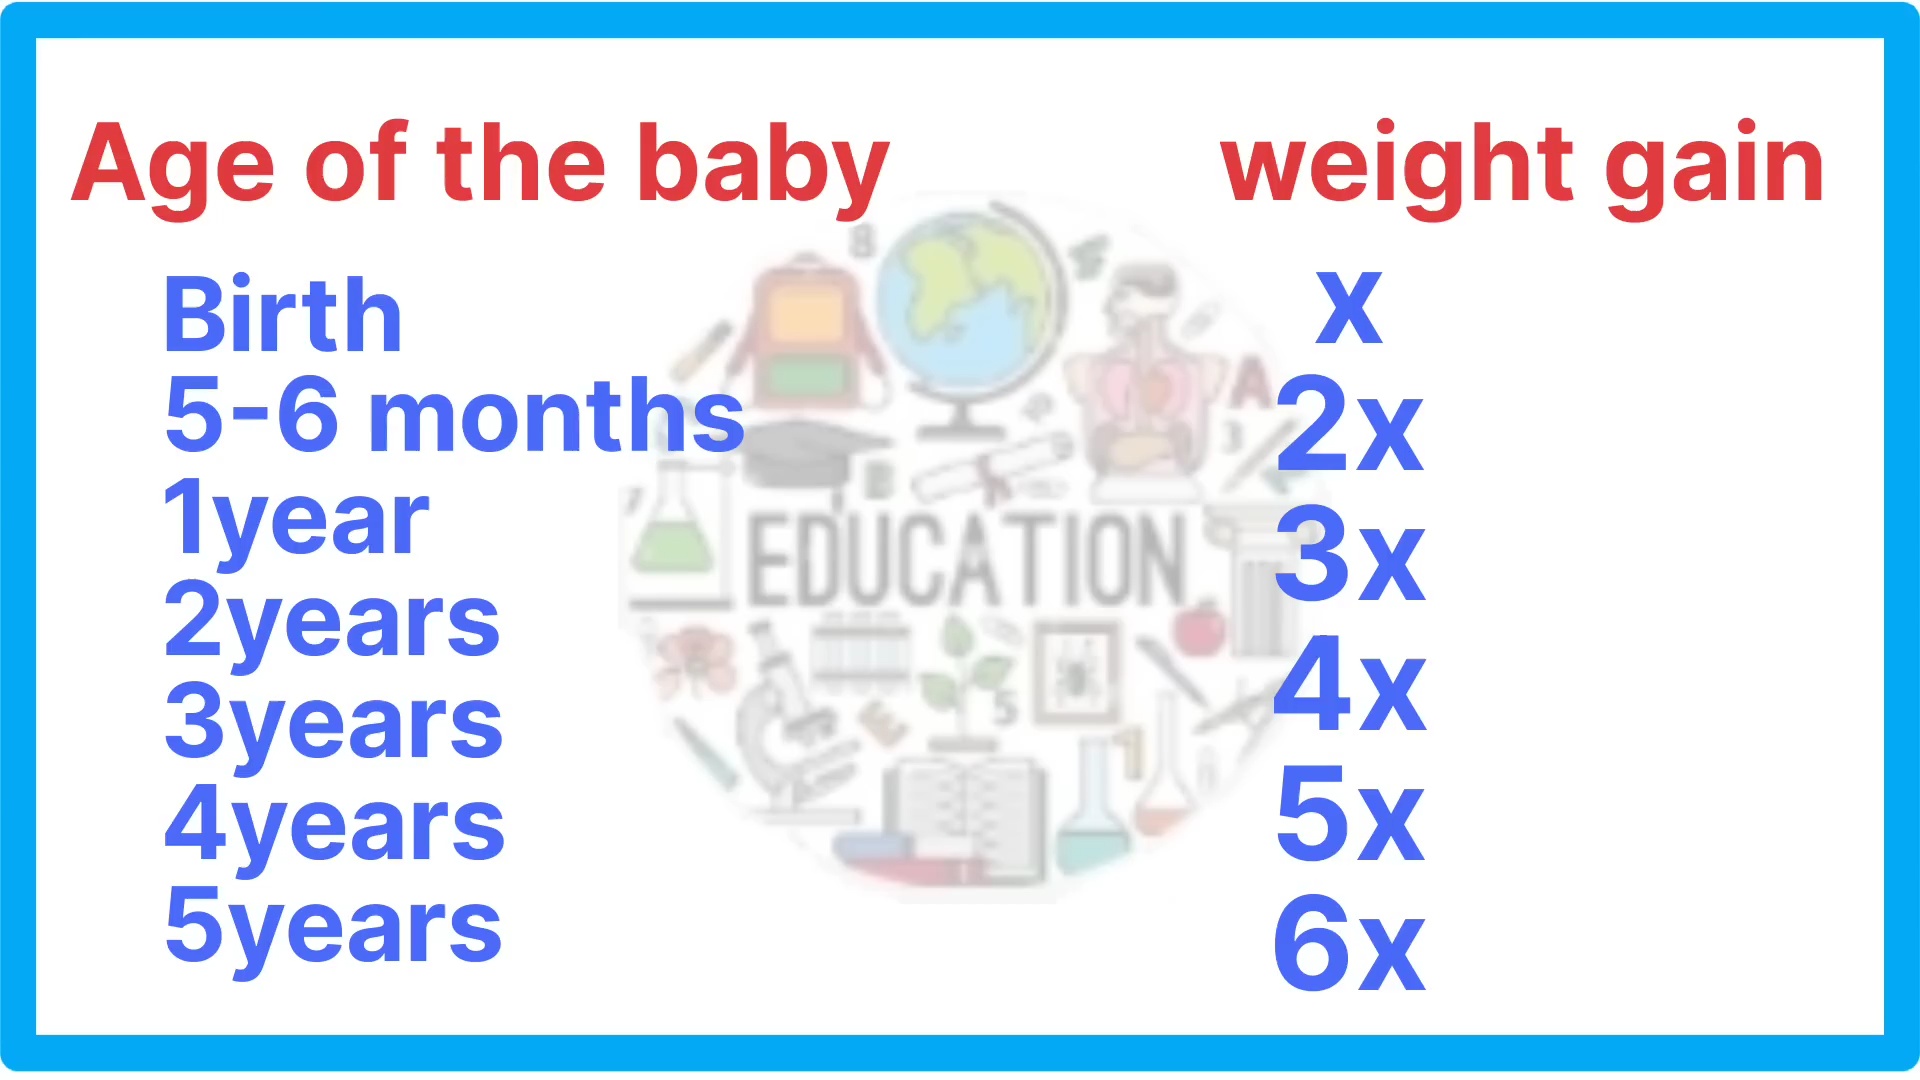 Age of the baby weight gain
Birth x
5-6 months 2x
1year 3x
2years 4x
3years 5x
4years 6x
5years
EDUCATION